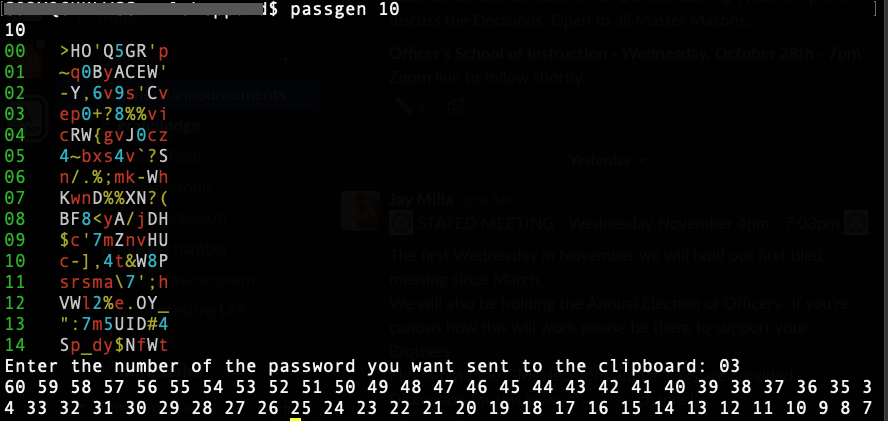 $ passgen 10
10
00 >HO'Q5GR'p
01 ~q0ByACEW'
02 -Y,6v9s'Cv
03 ep0+?8%%vi
04 cRW{gvJ0cz
05 4~bxs4v`?S
06 n/.%;mk-Wh
07 KwnD%%XN?(
08 BF8<yA/jDH
09 $c'7mZnvHU
10 c-],4t&W8P
11 srsma\7';h
12 VWl2%e.OY_
13 ":7m5UID#4
14 Sp_dy$NfWt
Enter the number of the password you want sent to the clipboard: 03
60 59 58 57 56 55 54 53 52 51 50 49 48 47 46 45 44 43 42 41 40 39 38 37 36 35 3
4 33 32 31 30 29 28 27 26 25 24 23 22 21 20 19 18 17 16 15 14 13 12 11 10 9 8 7
discuss the Decisions, Open to all Master Masons.
Officer's School of Instruction - Wednesday, October 28th - 7pm
Zoom link to follow shortly.
announcements
Yesterday
Jay Milla
STATED MEETING - Wednesday November 4pm - 7:03pm
The first Wednesday in November we will hold our first tiled
meeting since March.
We will also be having the Annual Election of Officers - If you're
curious how this will work please be there to support your
Brothers.